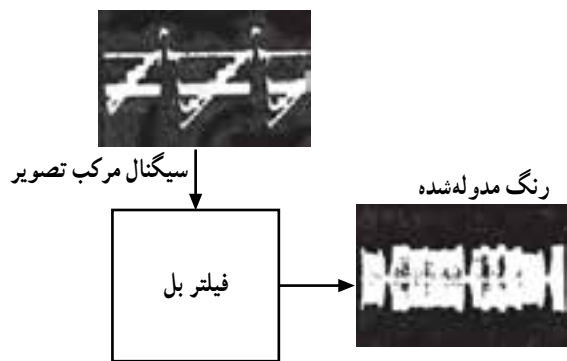 سیگنال مرکب تصویر
رنگ مدوله‌شده
فیلتر بل